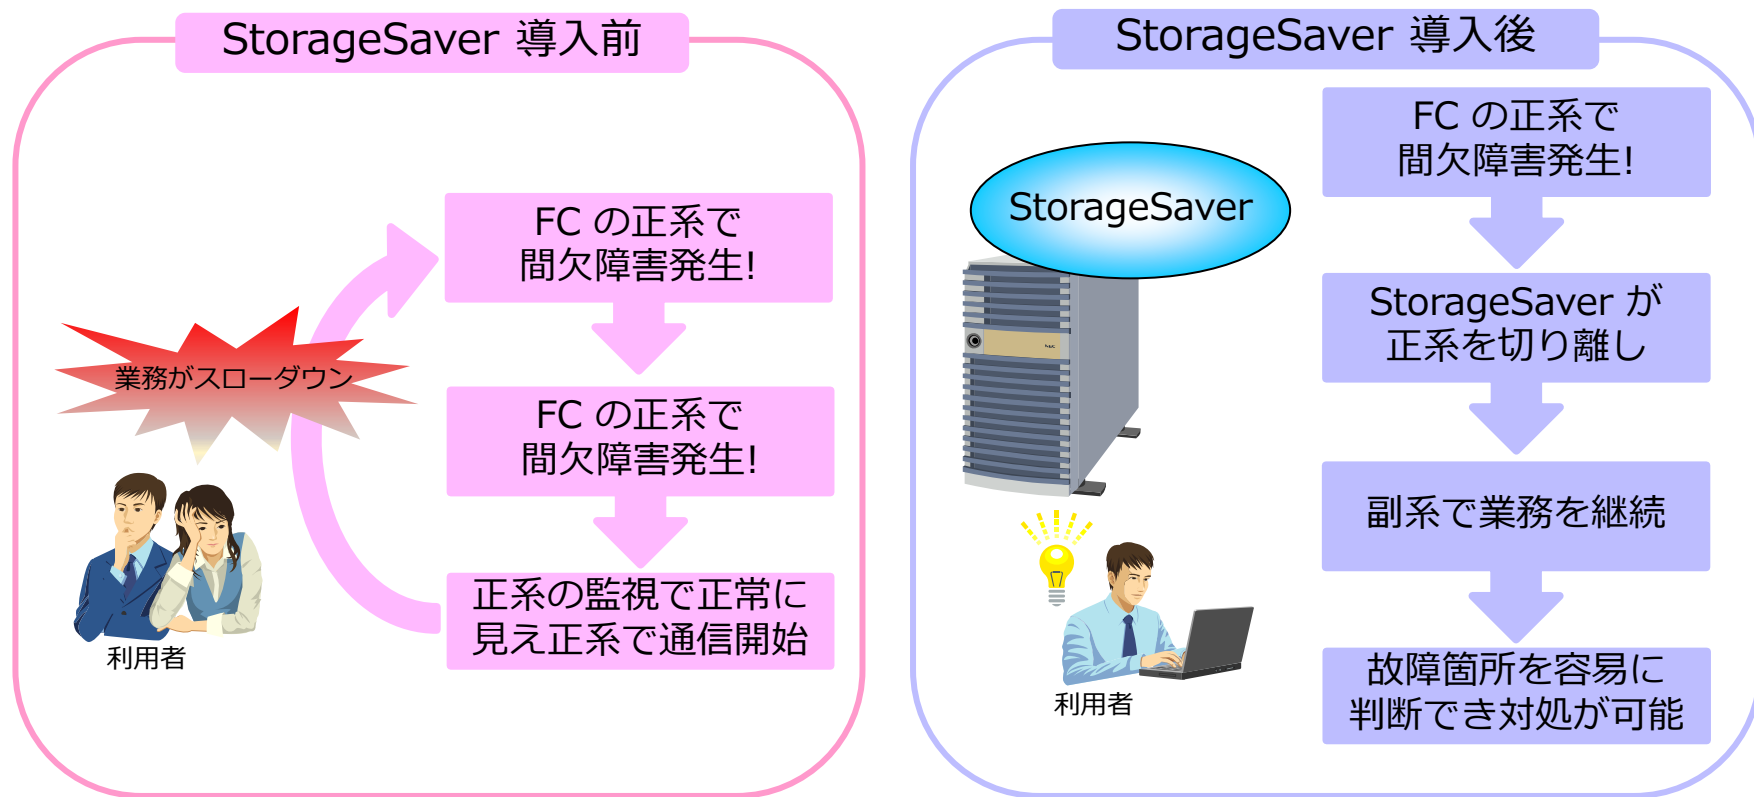 StorageSaver 導入前
FC の正系で
間欠障害発生!
業務がスローダウン
FC の正系で
間欠障害発生!
正系の監視で正常に
見え正系で通信開始
利用者
StorageSaver 導入後
StorageSaver
FC の正系で
間欠障害発生!
StorageSaver が
正系を切り離し
副系で業務を継続
故障箇所を容易に
判断でき対処が可能
利用者